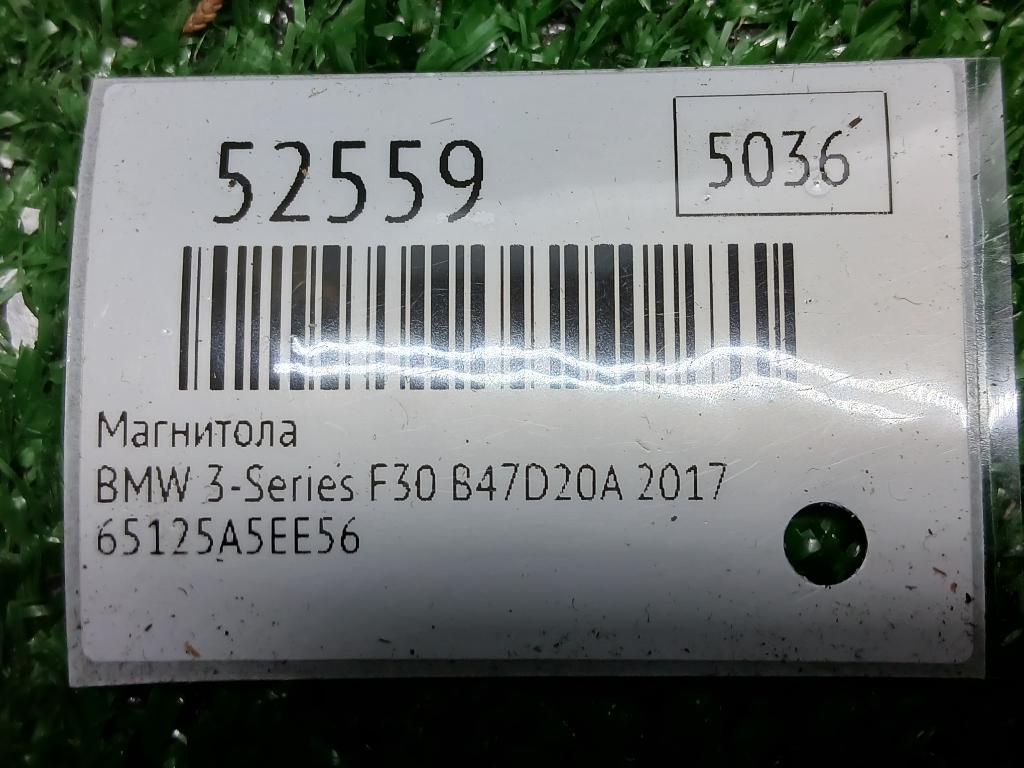 52559
5036
Магнитола
BMW 3-Series F30 B47D20A 2017
65125A5EE56